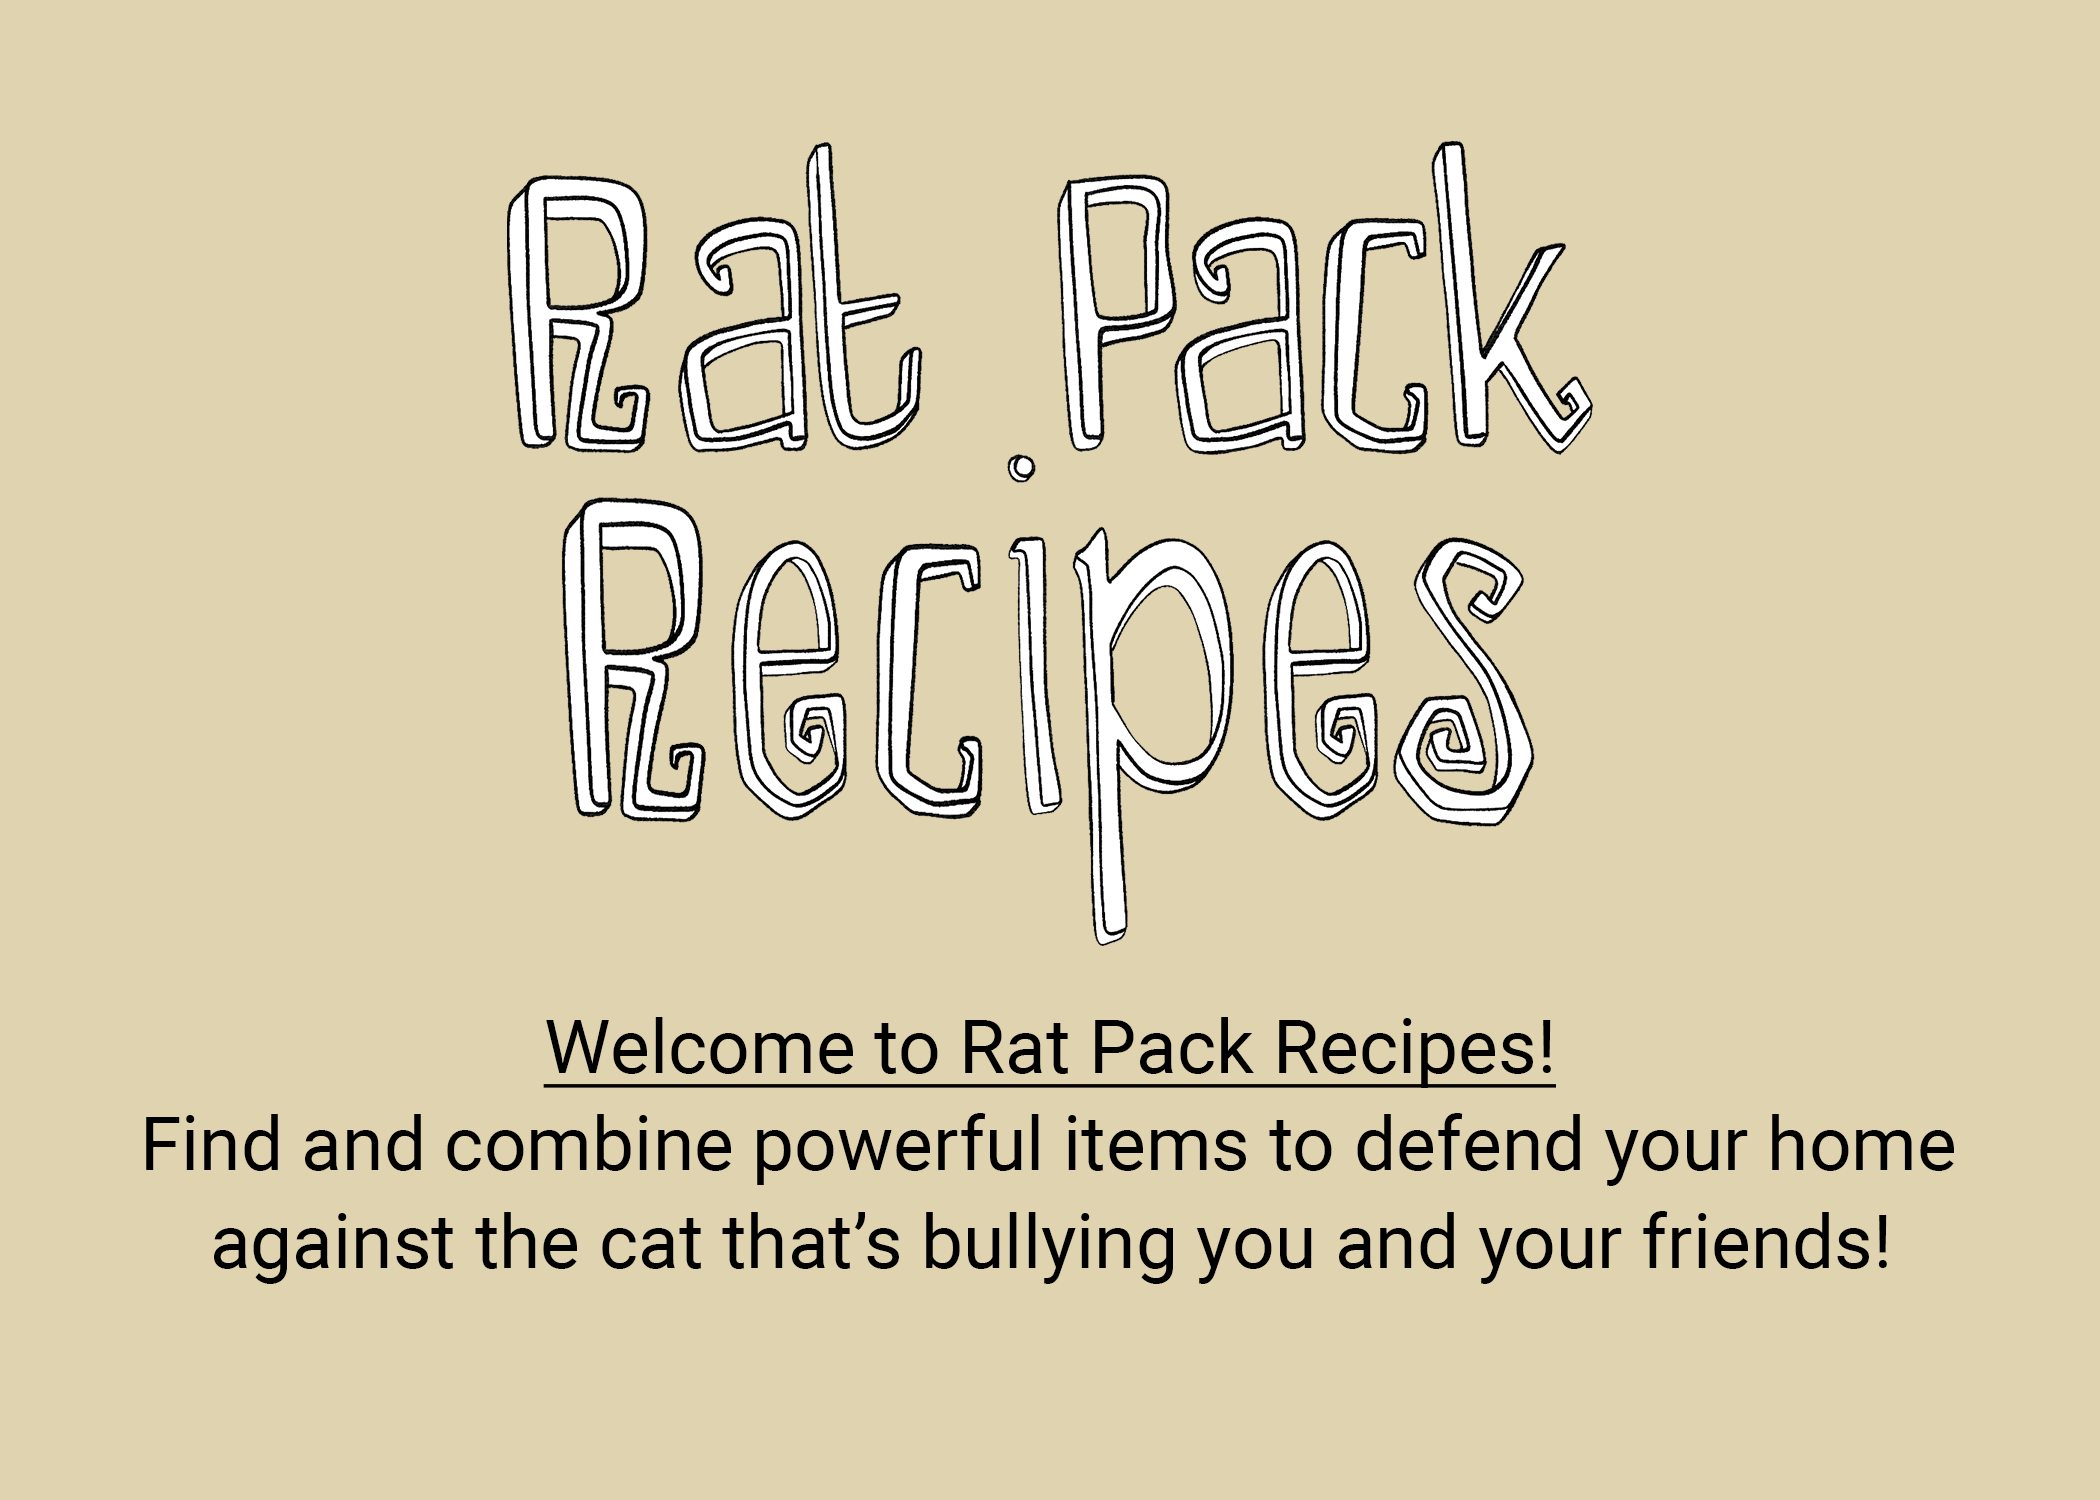 Rat Pack
Recipes
Welcome to Rat Pack Recipes!
Find and combine powerful items to defend your home
against the cat that’s bullying you and your friends!